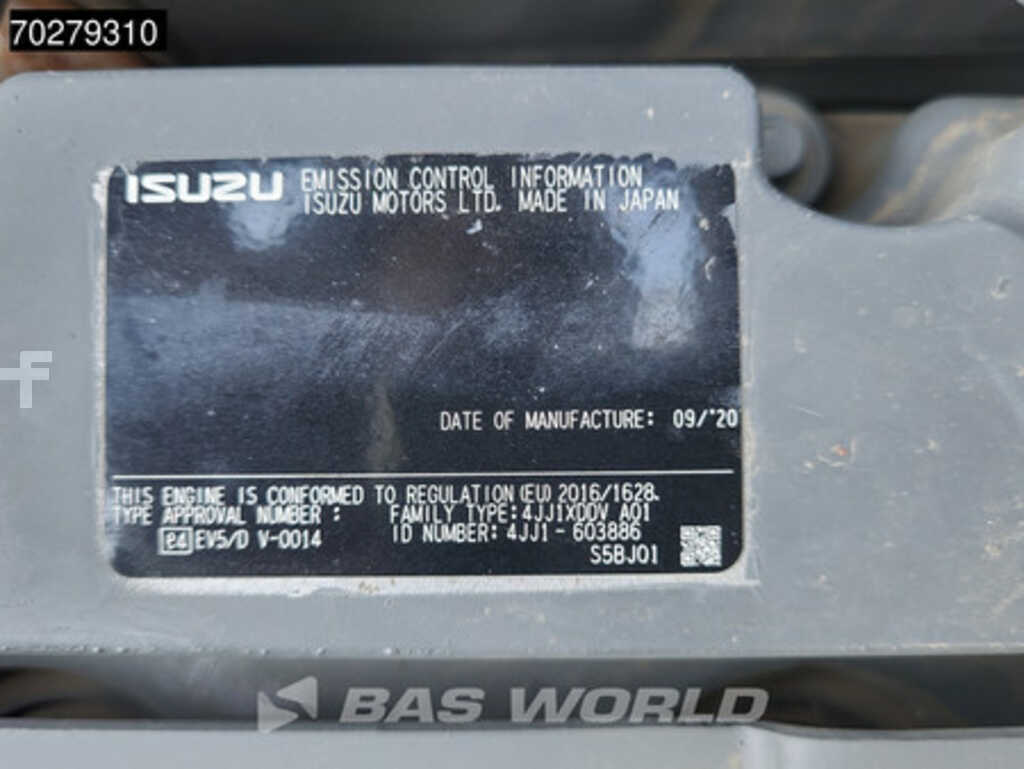 70279310
ISUZU EMISSION CONTROL INFORMATION
ISUZU MOTORS LTD. MADE IN JAPAN
DATE OF MANUFACTURE: 09/'20
THIS ENGINE IS CONFORMED TO REGULATION (EU) 2016/1628.
TYPE APPROVAL NUMBER : FAMILY TYPE:4JJ1XDDV A01
e4 EV5/D V-0014 ID NUMBER: 4JJ1-603886
S5BJ01
f
BAS WORLD